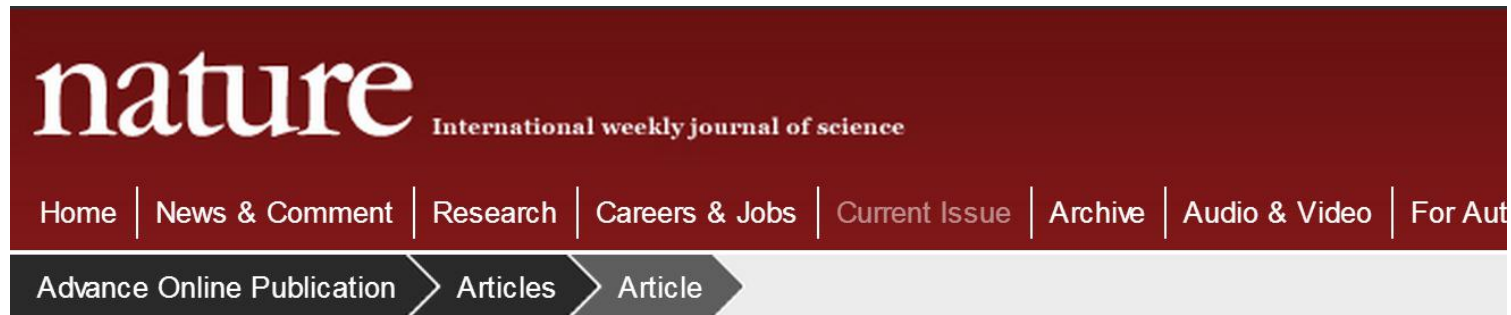 nature International weekly journal of science
Home News & Comment Research Careers & Jobs Current Issue Archive Audio & Video For Aut
Advance Online Publication Articles Article